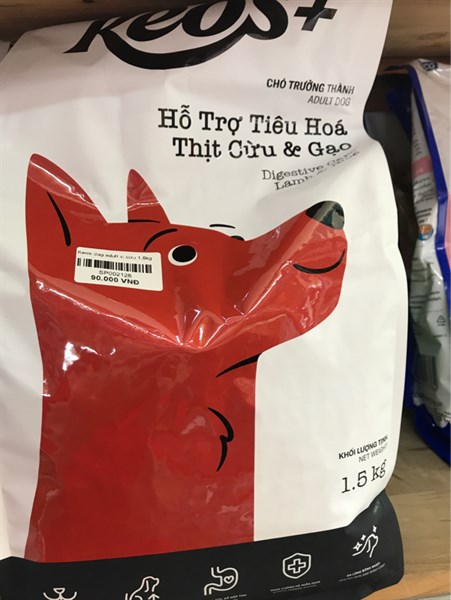 Keos+
CHÓ TRƯỞNG THÀNH
ADULT DOG
Hỗ Trợ Tiêu Hoá
Thịt Cừu & Gạo
Digestive
Lamb
SP002126
90.000 VNĐ
KHỐI LƯỢNG TỊNH
NET WEIGHT
1.5 kg